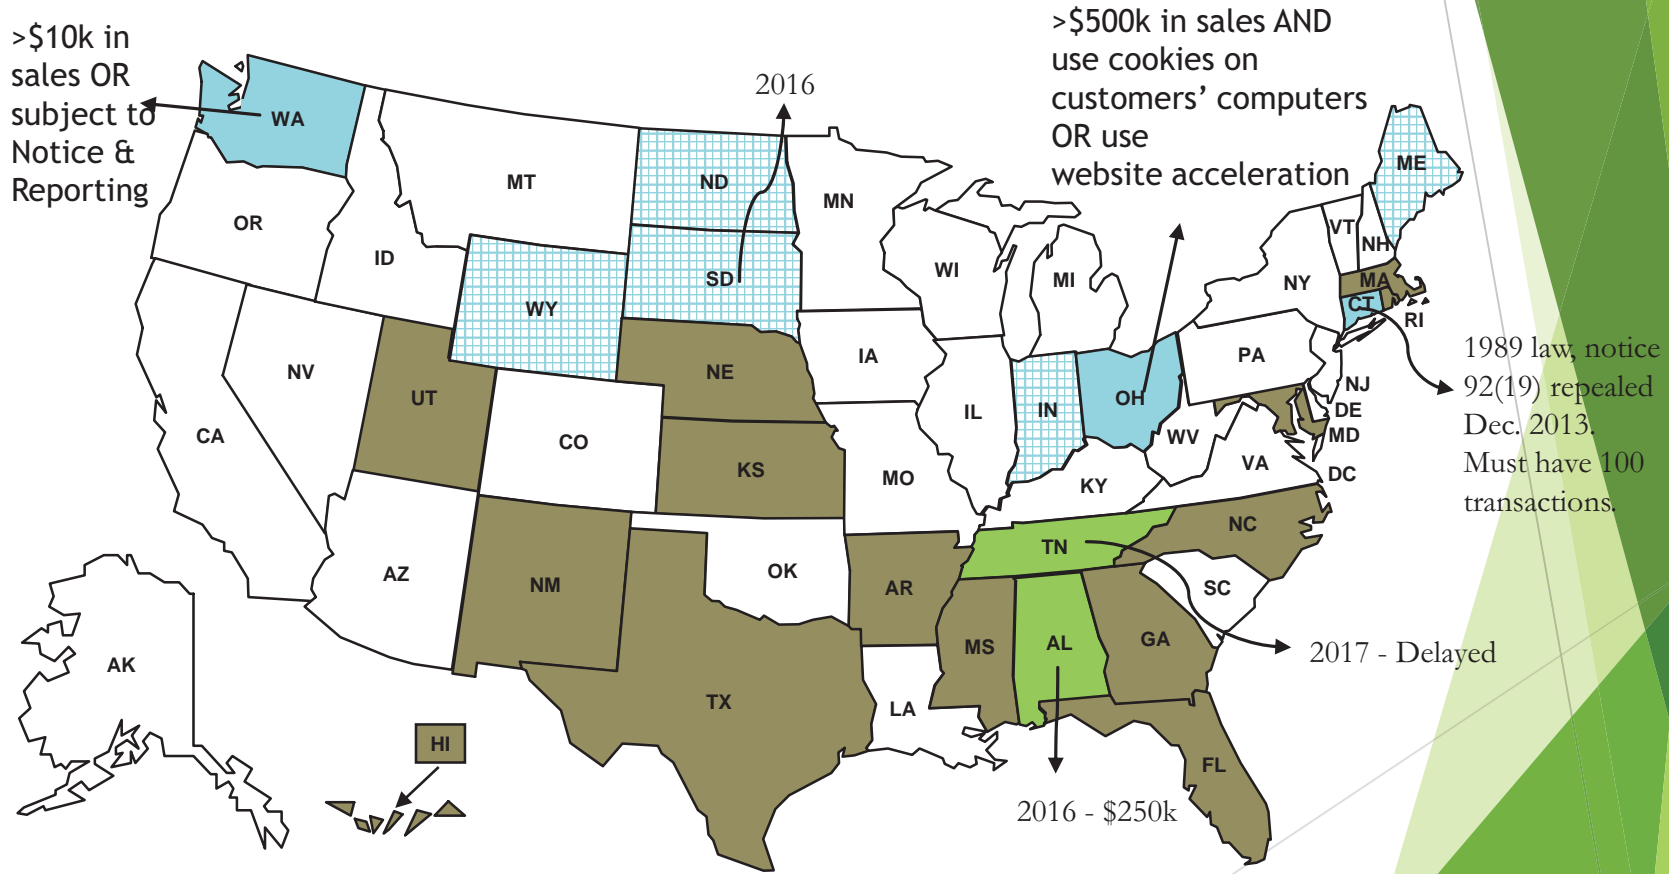 >$10k in
sales OR
subject to
Notice &
Reporting
>$500k in sales AND
use cookies on
customers’ computers
OR use
website acceleration
2016
WA
MT
ND
MN
ME
OR
ID
SD
WI
MI
VT
NH
NY
MA
CT
RI
WY
IA
NE
PA
NJ
1989 law, notice
92(19) repealed
Dec. 2013.
Must have 100
transactions.
NV
UT
IL
IN
OH
DE
MD
CA
CO
KS
MO
WV
VA
DC
KY
NC
TN
AZ
NM
OK
AR
SC
MS
AL
GA
2017 - Delayed
AK
TX
LA
HI
FL
2016 - $250k